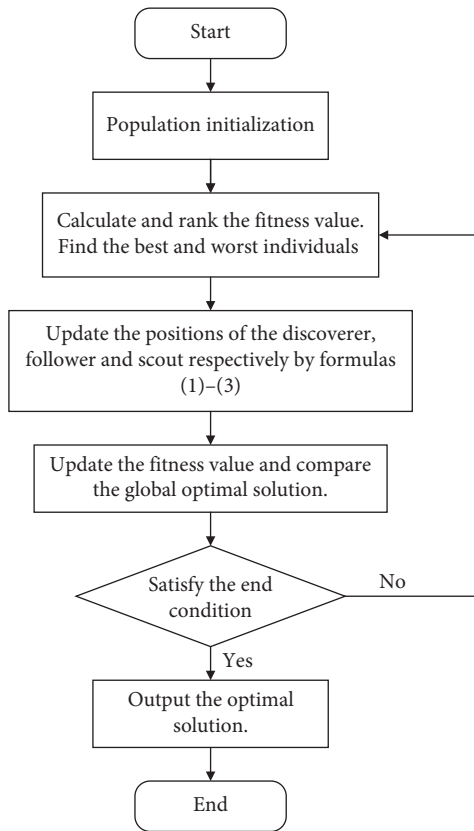 Start
Population initialization
Calculate and rank the fitness value.
Find the best and worst individuals
Update the positions of the discoverer,
follower and scout respectively by formulas
(1)–(3)
Update the fitness value and compare
the global optimal solution.
Satisfy the end
condition
No
Yes
Output the optimal
solution.
End